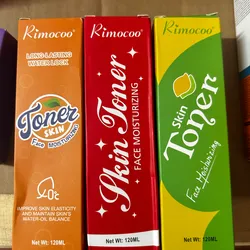 Rimocoo®
LONG-LASTING
WATER LOCK
Toner
SKIN
Face MOISTURIZING
IMPROVE SKIN ELASTICITY
AND MAINTAIN SKIN'S
WATER-OIL BALANCE
Net Wt: 120ML
Rimocoo®
Skin Toner
FACE MOISTURIZING
Net Wt: 120ML
Rimocoo®
Skin
Toner
Face Moisturizing
Net Wt: 120ML